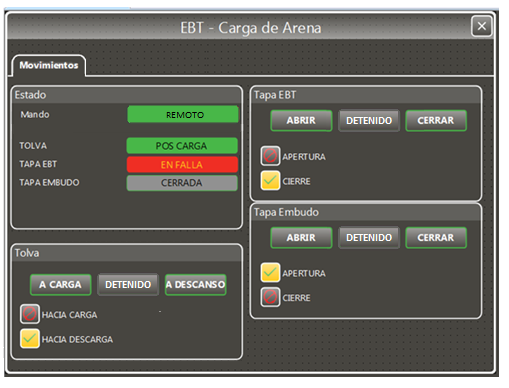 EBT - Carga de Arena
Movimientos
Estado
Mando REMOTO
TOLVA POS CARGA
TAPA EBT EN FALLA
TAPA EMBUDO CERRADA
Tolva
A CARGA DETENIDO A DESCANSO
HACIA CARGA
HACIA DESCARGA
Tapa EBT
ABRIR DETENIDO CERRAR
APERTURA
CIERRE
Tapa Embudo
ABRIR DETENIDO CERRAR
APERTURA
CIERRE